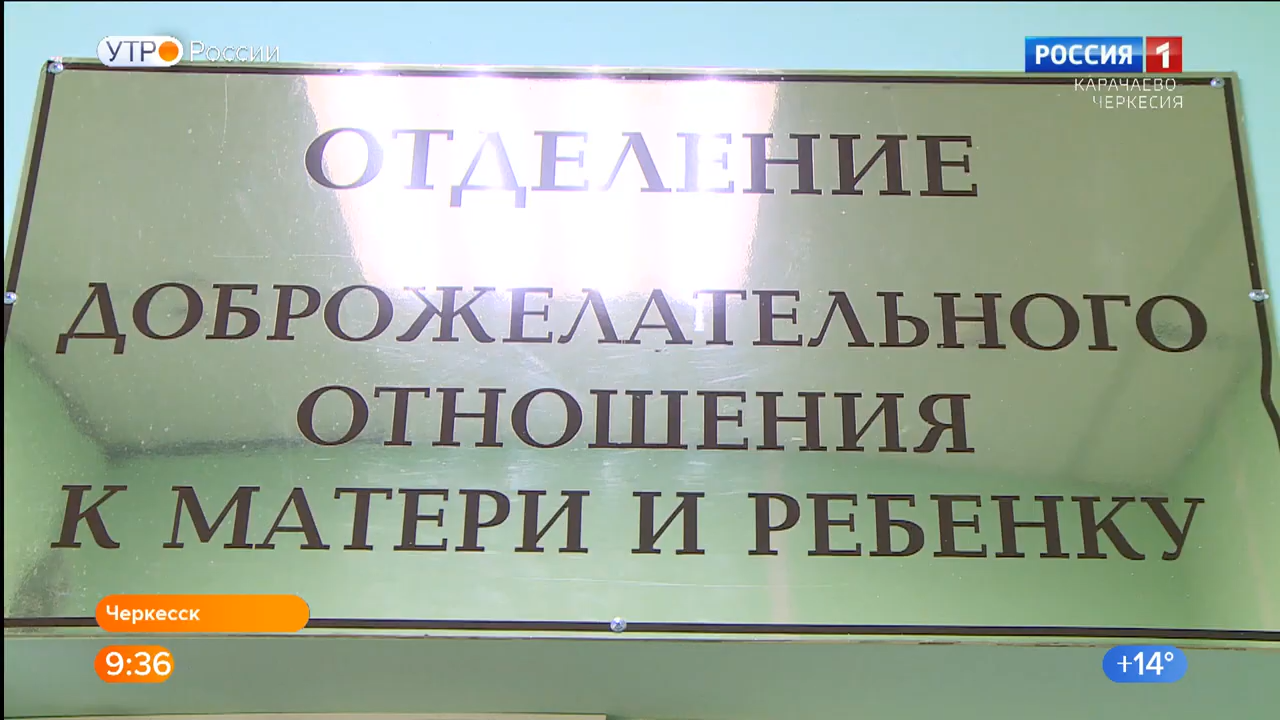 УТРО России
РОССИЯ 1
КАРАЧАЕВО
ЧЕРКЕСИЯ
ОТДЕЛЕНИЕ
ДОБРОЖЕЛАТЕЛЬНОГО
ОТНОШЕНИЯ
К МАТЕРИ И РЕБЕНКУ
Черкесск
9:36
+14°